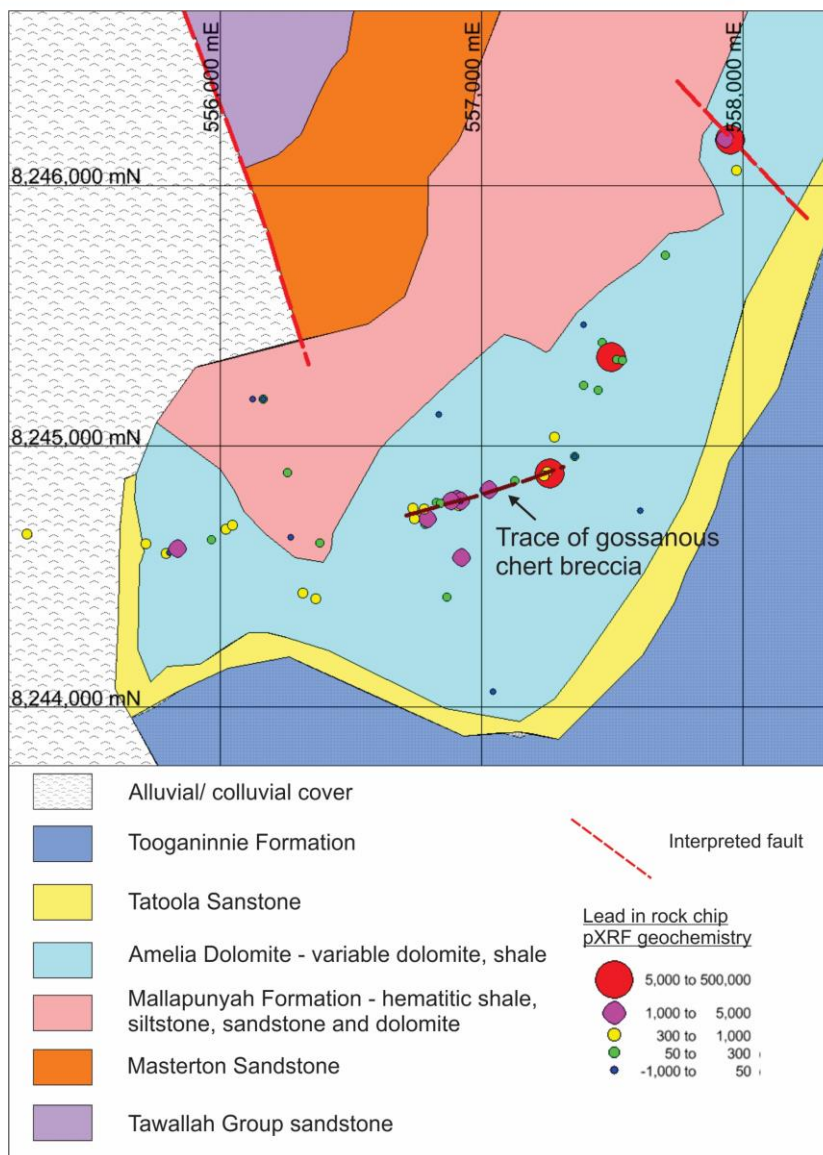 556,000 mE
557,000 mE
558,000 mE
8,246,000 mN
8,245,000 mN
Trace of gossanous
chert breccia
8,244,000 mN
Alluvial/ colluvial cover
Tooganinnie Formation
Tatoola Sanstone
Amelia Dolomite - variable dolomite, shale
Mallapunyah Formation - hematitic shale,
siltstone, sandstone and dolomite
Masterton Sandstone
Tawallah Group sandstone
Interpreted fault
Lead in rock chip
pXRF geochemistry
5,000 to 500,000
1,000 to 5,000
300 to 1,000
50 to 300
-1,000 to 50